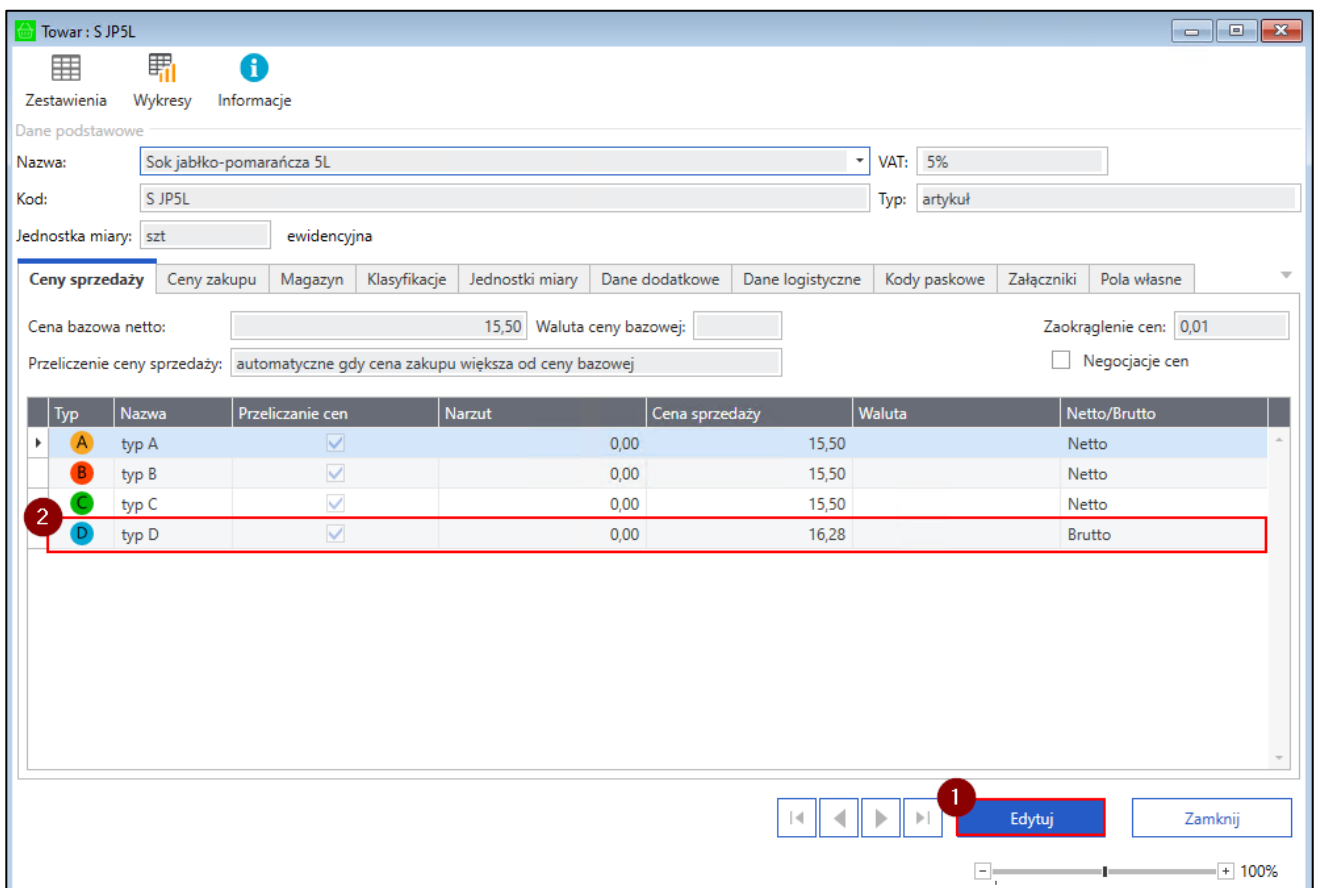 Towar : S JP5L
Zestawienia Wykresy Informacje
Dane podstawowe
Nazwa: Sok jabłko-pomarańcza 5L VAT: 5%
Kod: S JP5L Typ: artykuł
Jednostka miary: szt ewidencyjna
Ceny sprzedaży Ceny zakupu Magazyn Klasyfikacje Jednostki miary Dane dodatkowe Dane logistyczne Kody paskowe Załączniki Pola własne
Cena bazowa netto: 15,50 Waluta ceny bazowej: Zaokrąglenie cen: 0,01
Przeliczenie ceny sprzedaży: automatyczne gdy cena zakupu większa od ceny bazowej Negocjacje cen
Typ Nazwa Przeliczanie cen Narzut Cena sprzedaży Waluta Netto/Brutto
A typ A 0,00 15,50 Netto
B typ B 0,00 15,50 Netto
C typ C 0,00 15,50 Netto
2
D typ D 0,00 16,28 Brutto
1
Edytuj Zamknij
100%